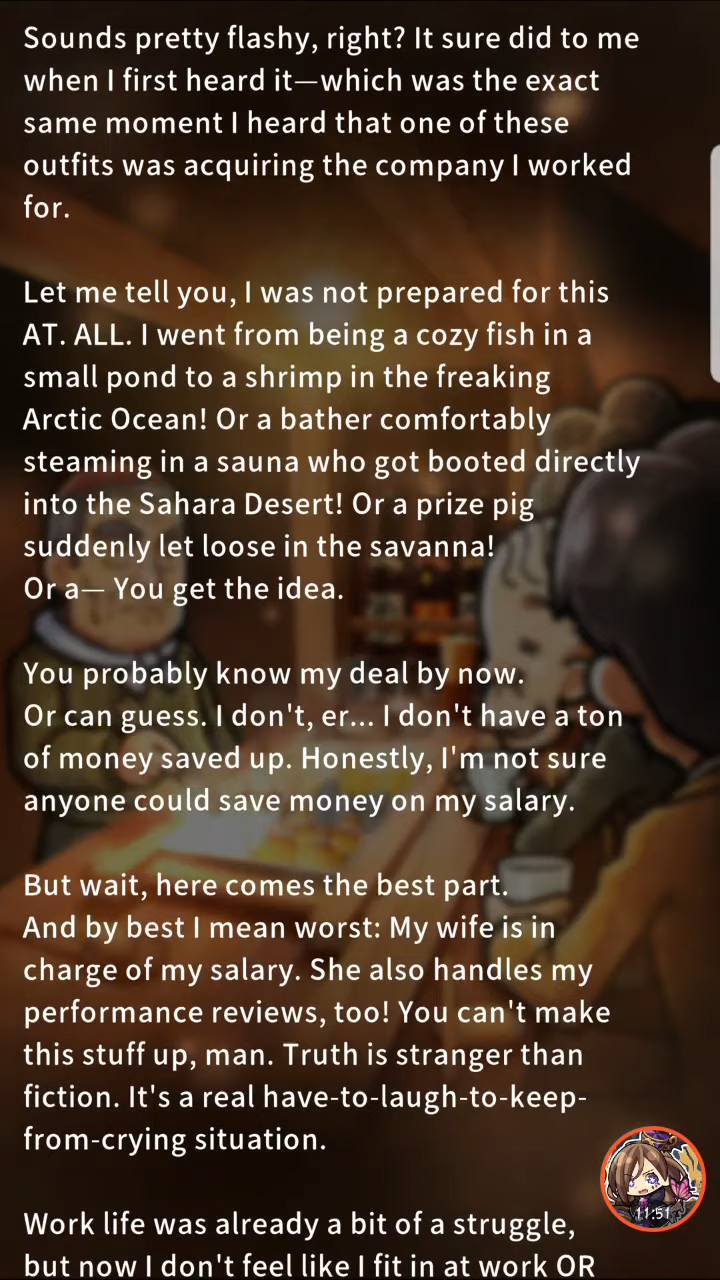 Sounds pretty flashy, right? It sure did to me
when I first heard it—which was the exact
same moment I heard that one of these
outfits was acquiring the company I worked
for.
Let me tell you, I was not prepared for this
AT. ALL. I went from being a cozy fish in a
small pond to a shrimp in the freaking
Arctic Ocean! Or a bather comfortably
steaming in a sauna who got booted directly
into the Sahara Desert! Or a prize pig
suddenly let loose in the savanna!
Or a— You get the idea.
You probably know my deal by now.
Or can guess. I don't, er... I don't have a ton
of money saved up. Honestly, I'm not sure
anyone could save money on my salary.
But wait, here comes the best part.
And by best I mean worst: My wife is in
charge of my salary. She also handles my
performance reviews, too! You can't make
this stuff up, man. Truth is stranger than
fiction. It's a real have-to-laugh-to-keep-
from-crying situation.
11:51
Work life was already a bit of a struggle,
but now I don't feel like I fit in at work OR